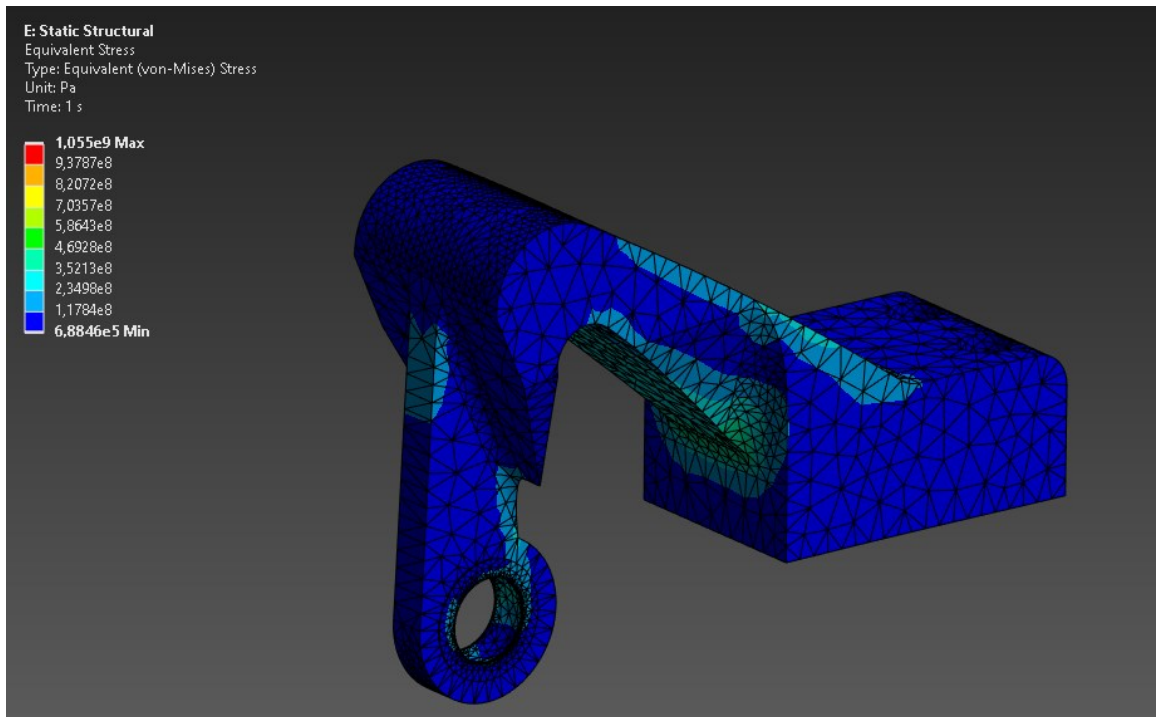 E: Static Structural
Equivalent Stress
Type: Equivalent (von-Mises) Stress
Unit: Pa
Time: 1 s
1,055e9 Max
9,3787e8
8,2072e8
7,0357e8
5,8643e8
4,6928e8
3,5213e8
2,3498e8
1,1784e8
6,8846e5 Min